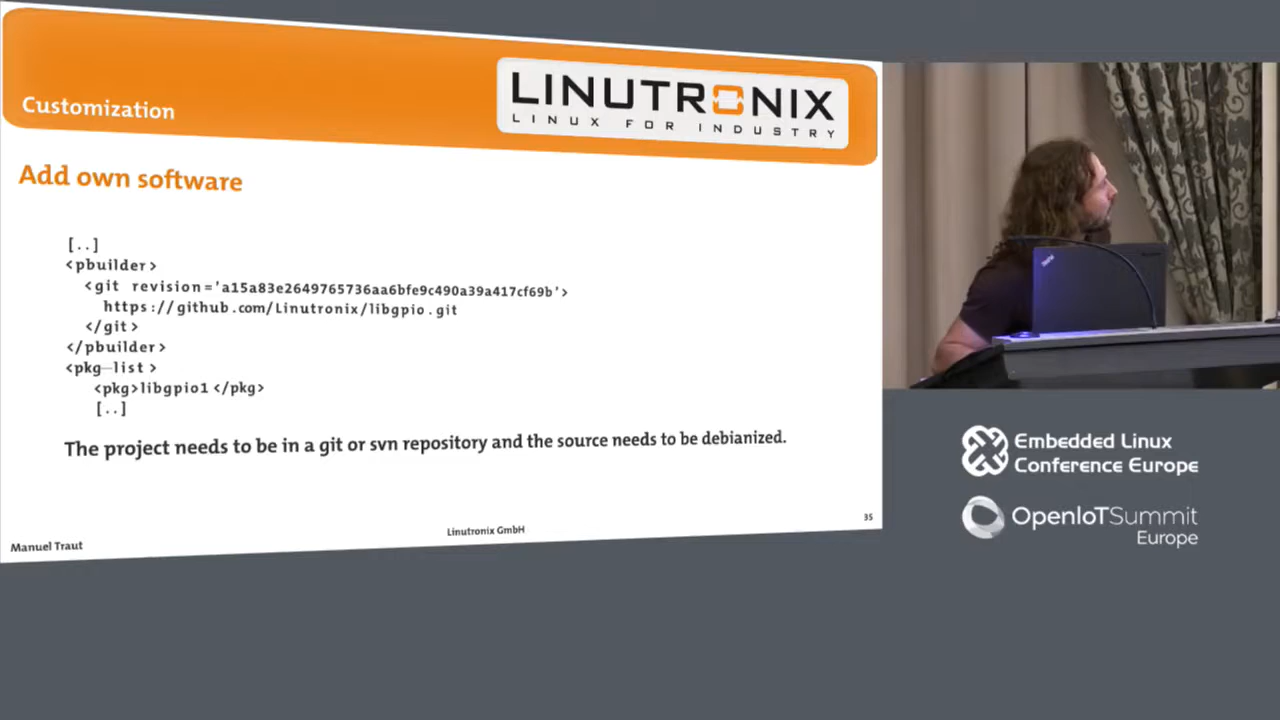 Customization
LINUTRONIX
LINUX FOR INDUSTRY
Add own software
[..]
<pbuilder>
<git revision='a15a83e2649765736aa6bfe9c490a39a417cf69b'>
https://github.com/Linutronix/libgpio.git
</git>
</pbuilder>
<pkg-list>
<pkg>libgpio1</pkg>
[..]
The project needs to be in a git or svn repository and the source needs to be debianized.
Manuel Traut
Linutronix GmbH
35
ThinkPad
Embedded Linux
Conference Europe
OpenIoTSummit
Europe